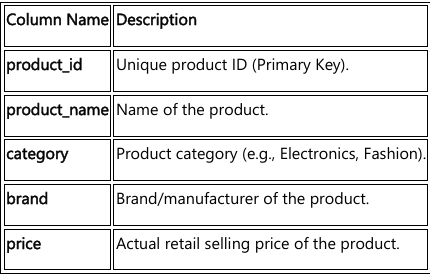 Column Name Description
product_id Unique product ID (Primary Key).
product_name Name of the product.
category Product category (e.g., Electronics, Fashion).
brand Brand/manufacturer of the product.
price Actual retail selling price of the product.